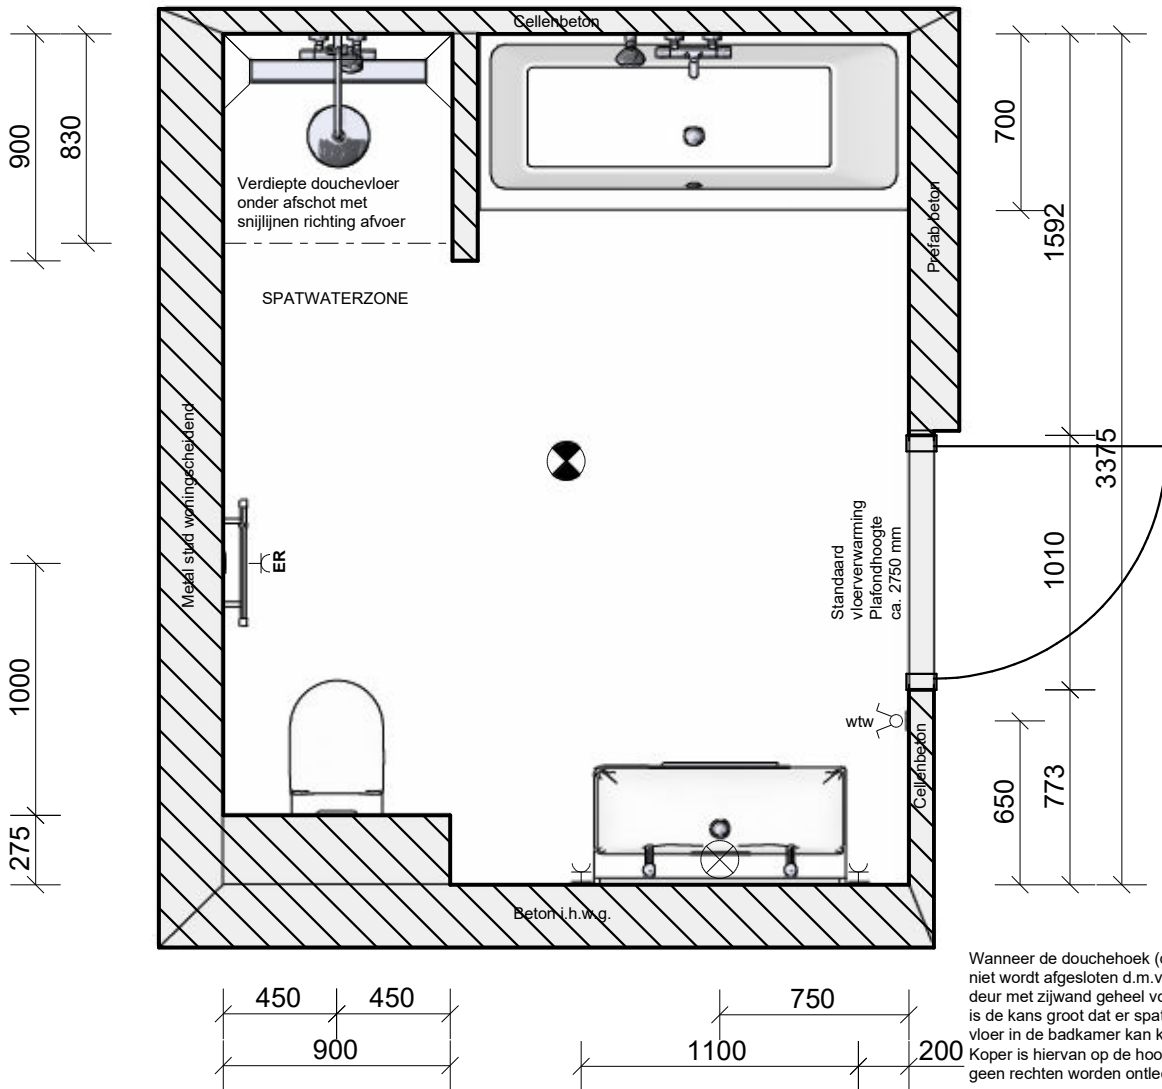 Cellenbeton
900
830
Verdiepte douchevloer
onder afschot met
snijlijnen richting afvoer
SPATWATERZONE
700
1592
3375
Prefab beton
Metal stud woningscheidend
ER
Standaard
vloerverwarming
Plafondhoogte
ca. 2750 mm
1010
1000
275
wtw
Cellenbeton
650
773
Beton i.h.w.g.
450
450
900
750
1100
200
Wanneer de douchehoek (
niet wordt afgesloten d.m.v
deur met zijwand geheel vo
is de kans groot dat er spat
vloer in de badkamer kan k
Koper is hiervan op de hoo
geen rechten worden ontle